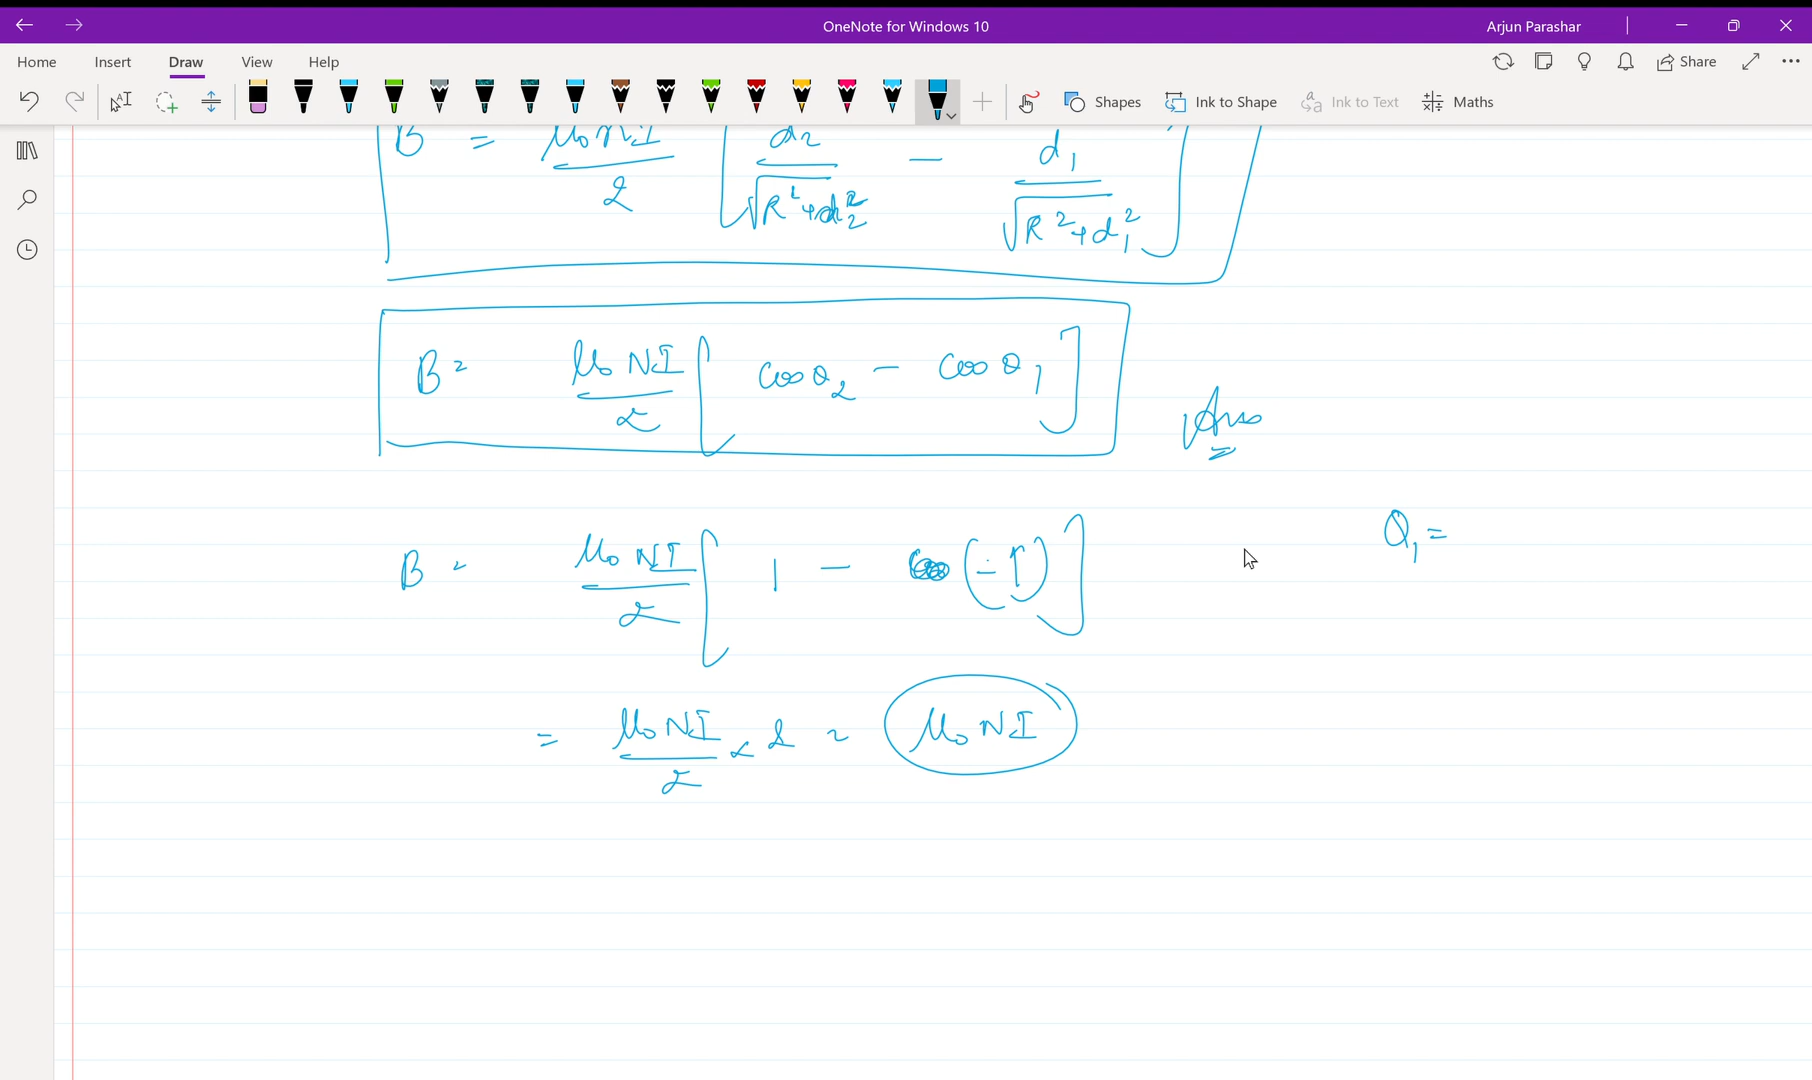 OneNote for Windows 10
Arjun Parashar
Home Insert Draw View Help
Share
Shapes Ink to Shape Ink to Text Maths
B = μ₀NI/2 [ d₂/√(R²+d₂²) − d₁/√(R²+d₁²) ]
B = μ₀NI/2 [ cos θ₂ − cos θ₁ ]
Ans
θ₁ =
B = μ₀NI/2 [ 1 − (−1) ]
= μ₀NI/2 × 2 = μ₀NI